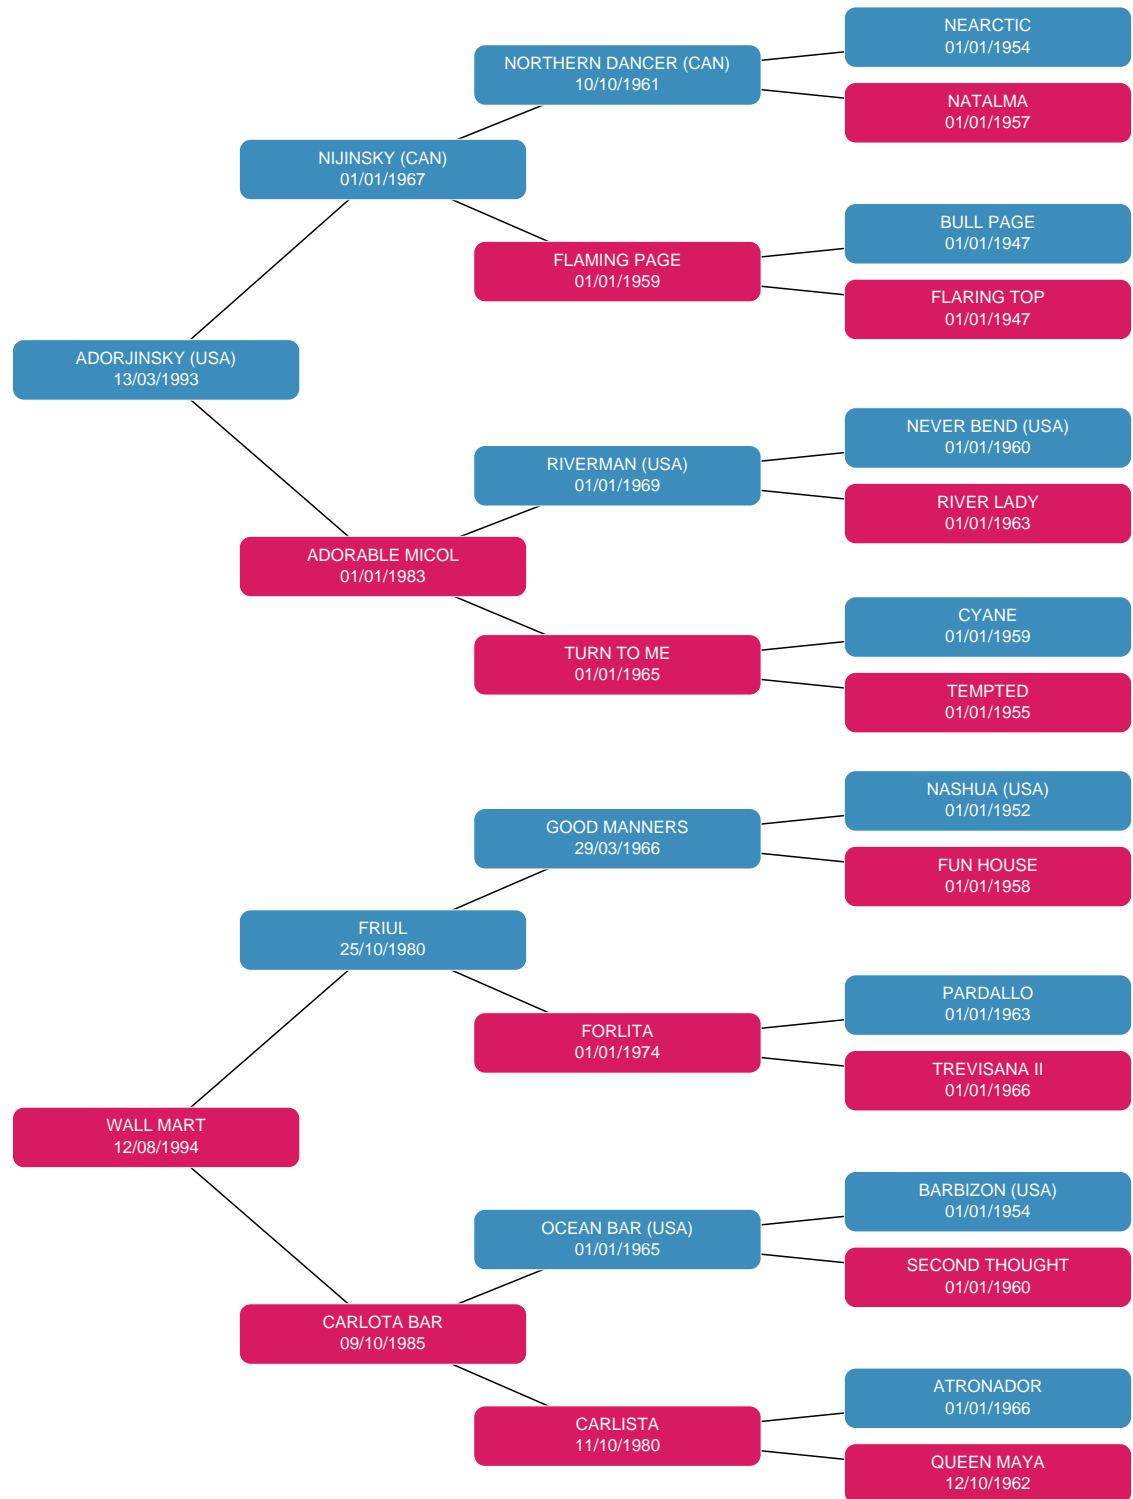 NEARCTIC
01/01/1954
NORTHERN DANCER (CAN)
10/10/1961
NATALMA
01/01/1957
NIJINSKY (CAN)
01/01/1967
BULL PAGE
01/01/1947
FLAMING PAGE
01/01/1959
FLARING TOP
01/01/1947
ADORJINSKY (USA)
13/03/1993
NEVER BEND (USA)
01/01/1960
RIVERMAN (USA)
01/01/1969
RIVER LADY
01/01/1963
ADORABLE MICOL
01/01/1983
CYANE
01/01/1959
TURN TO ME
01/01/1965
TEMPTED
01/01/1955
NASHUA (USA)
01/01/1952
GOOD MANNERS
29/03/1966
FUN HOUSE
01/01/1958
FRIUL
25/10/1980
PARDALLO
01/01/1963
FORLITA
01/01/1974
TREVISANA II
01/01/1966
WALL MART
12/08/1994
BARBIZON (USA)
01/01/1954
OCEAN BAR (USA)
01/01/1965
SECOND THOUGHT
01/01/1960
CARLOTA BAR
09/10/1985
ATRONADOR
01/01/1966
CARLISTA
11/10/1980
QUEEN MAYA
12/10/1962